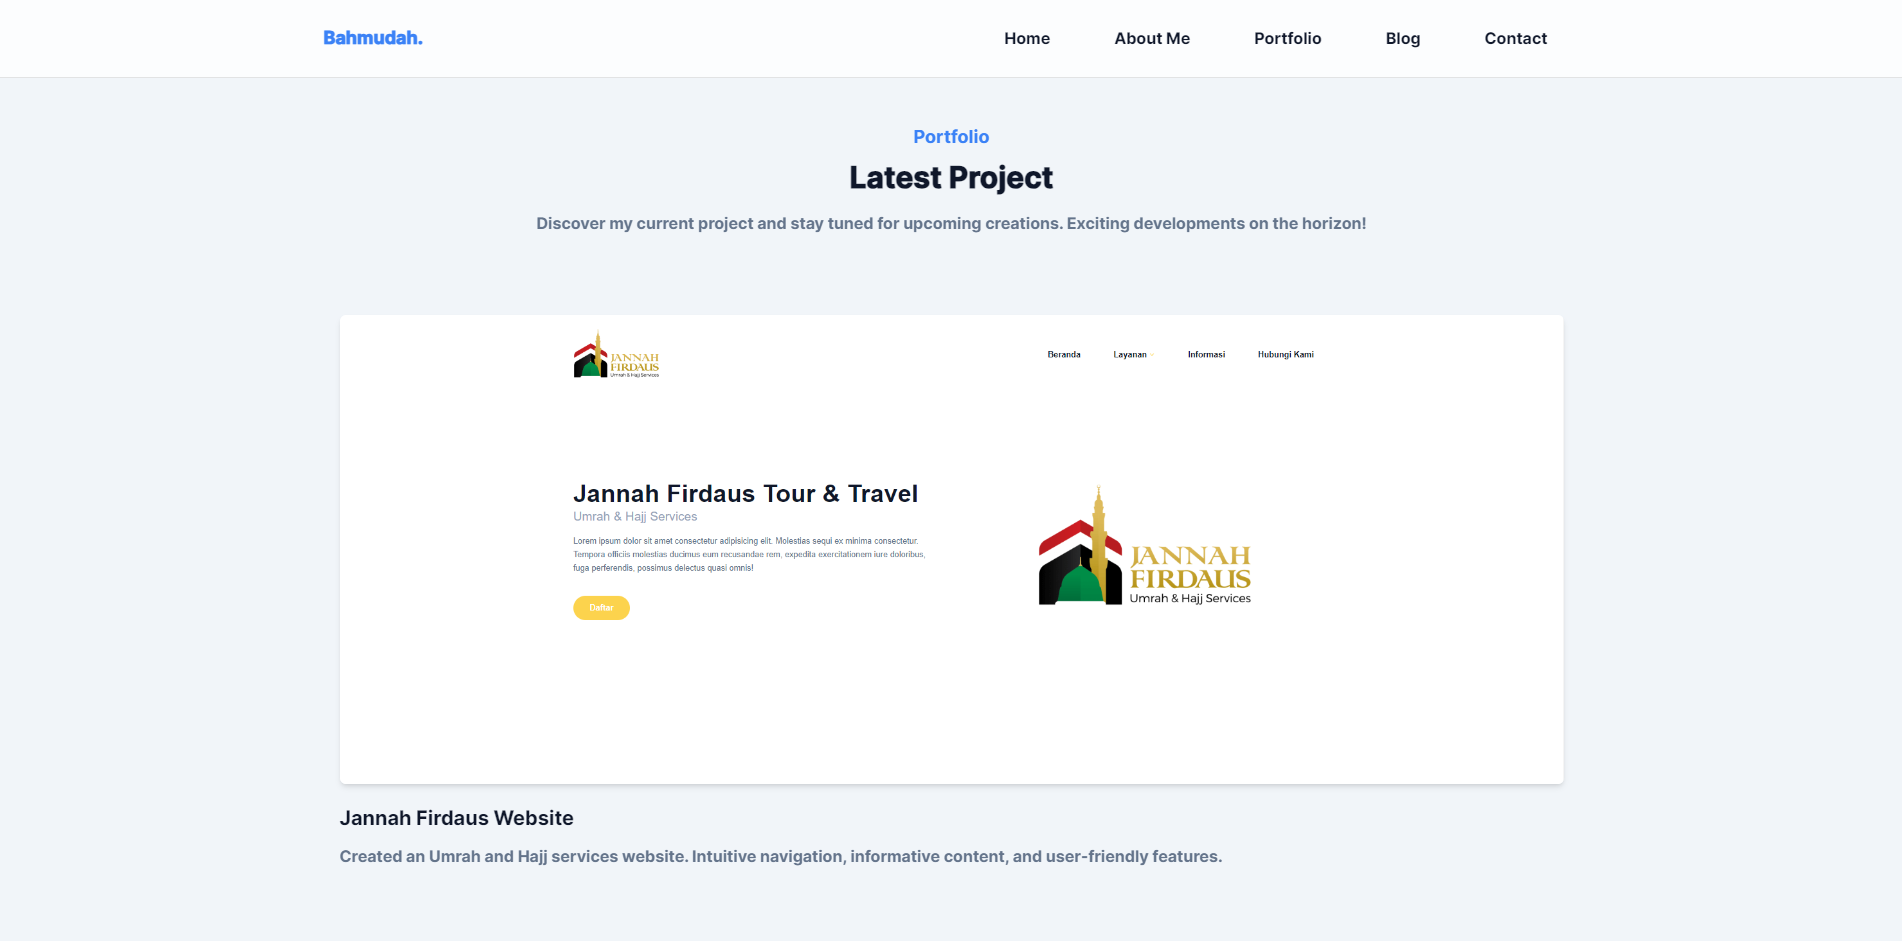 Bahmudah.
Home About Me Portfolio Blog Contact
Portfolio
Latest Project
Discover my current project and stay tuned for upcoming creations. Exciting developments on the horizon!
JANNAH
FIRDAUS
Umrah & Hajj Services
Beranda Layanan Informasi Hubungi Kami
Jannah Firdaus Tour & Travel
Umrah & Hajj Services
Lorem ipsum dolor sit amet consectetur adipisicing elit. Molestias sequi ex minima consectetur.
Tempora officiis molestias ducimus eum recusandae rem, expedita exercitationem iure doloribus,
fuga perferendis, possimus delectus quasi omnis!
Daftar
JANNAH
FIRDAUS
Umrah & Hajj Services
Jannah Firdaus Website
Created an Umrah and Hajj services website. Intuitive navigation, informative content, and user-friendly features.